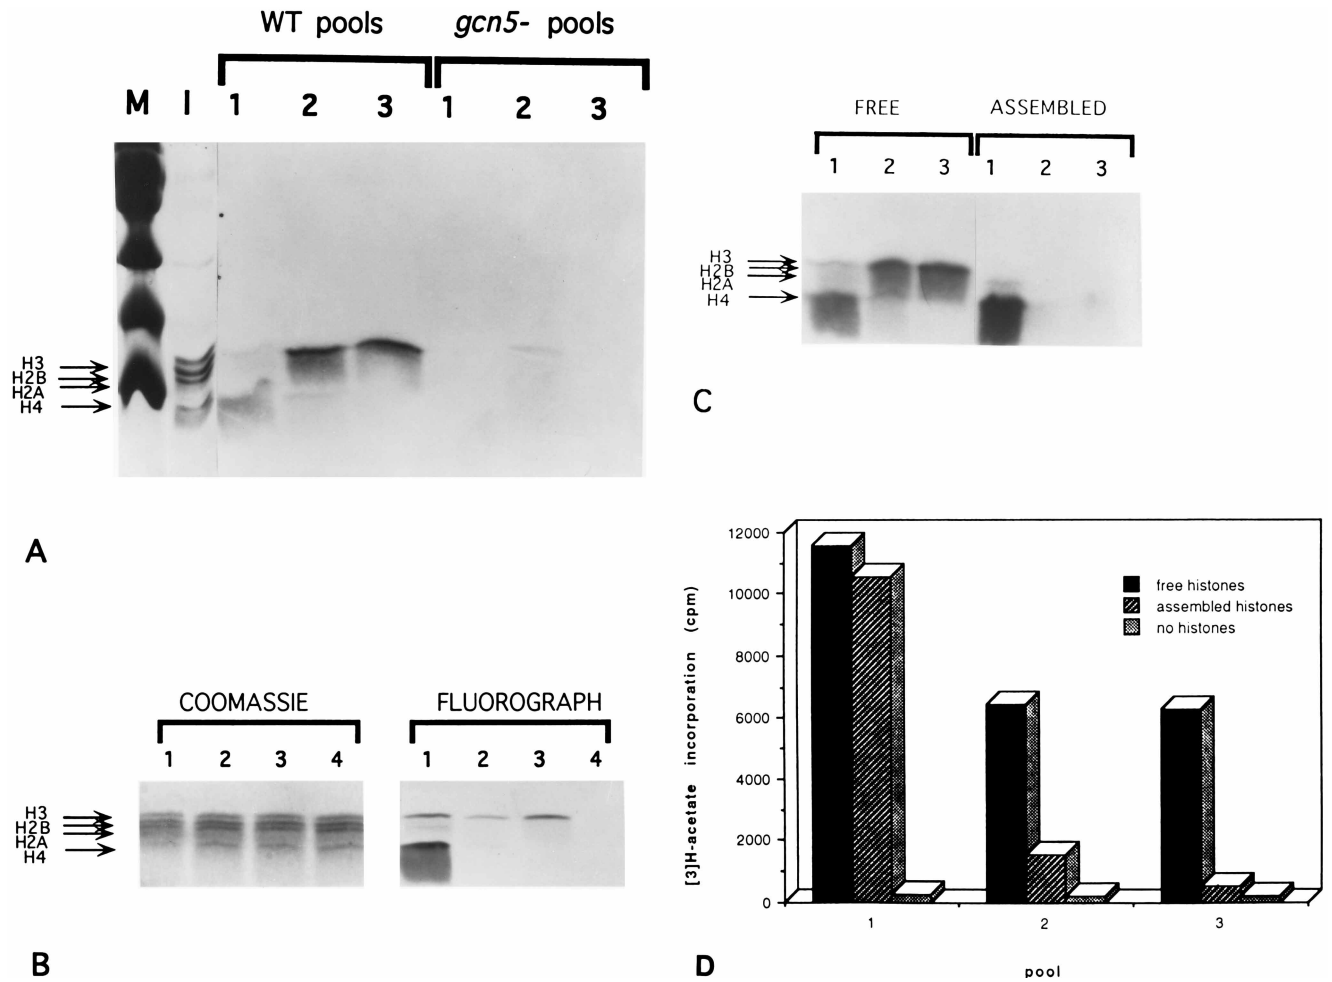 A
WT pools
gcn5- pools
M I 1 2 3 1 2 3
H3
H2B
H2A
H4
A
COOMASSIE
FLUOROGRAPH
1 2 3 4
1 2 3 4
H3
H2B
H2A
H4
B
FREE
ASSEMBLED
1 2 3
1 2 3
H3
H2B
H2A
H4
C
12000
10000
8000
6000
4000
2000
0
[3]H-acetate incorporation (cpm)
free histones
assembled histones
no histones
1 2 3
pool
D